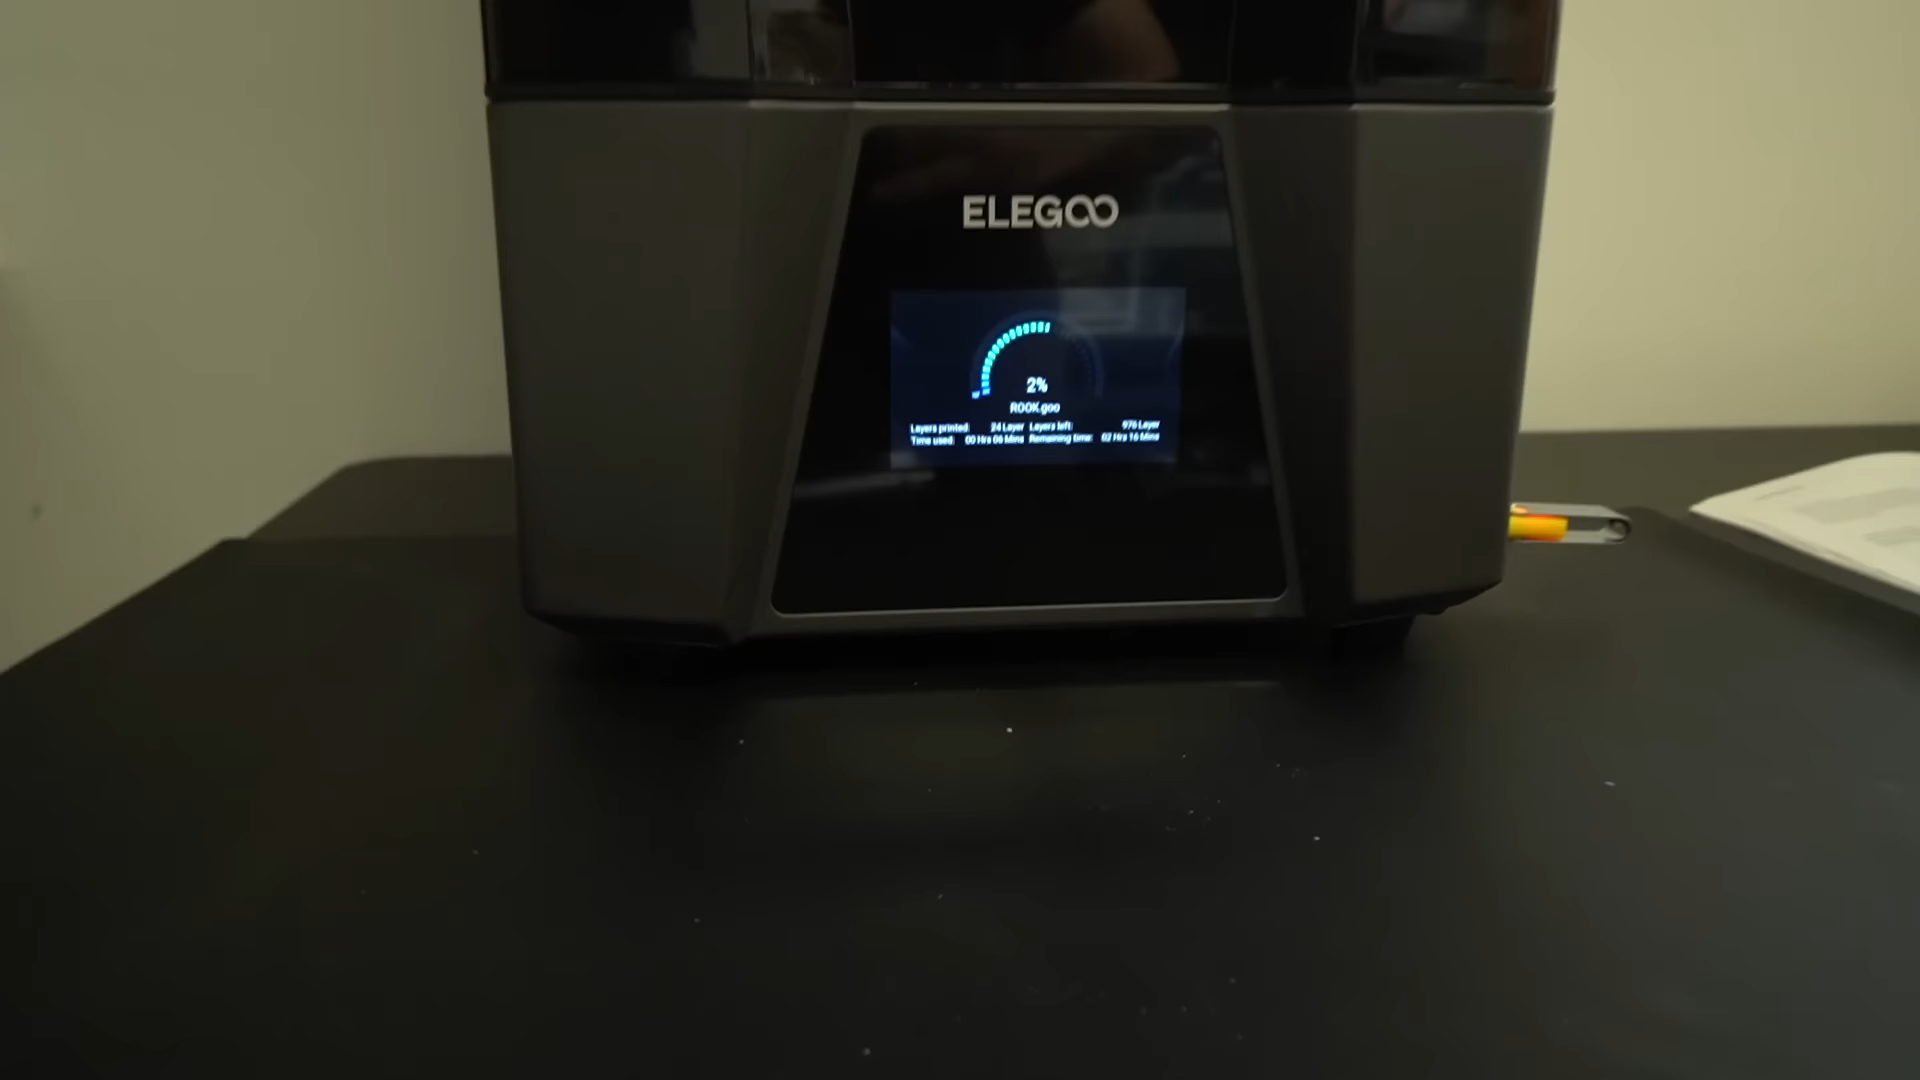 ELEGOO
2%
ROOK.goo
Layers printed 24 Layer Layers left 976 Layer
Time used 00 Hrs 06 Mins Remaining time 02 Hrs 16 Mins